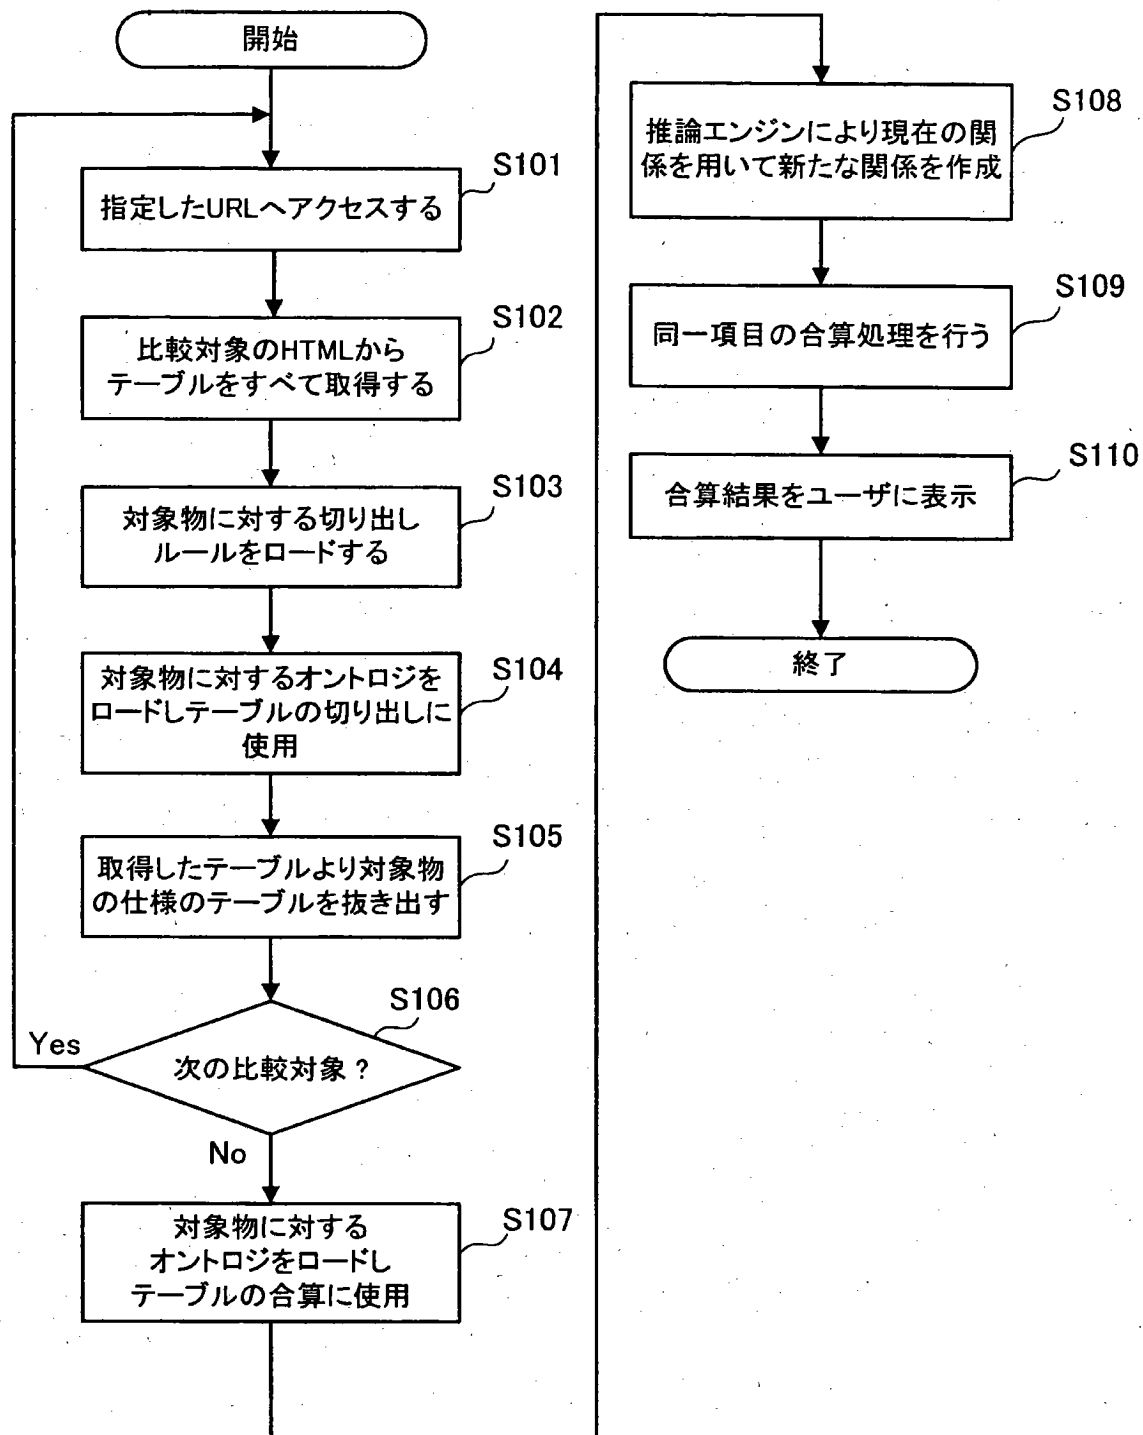 開始
S101
指定したURLへアクセスする
S102
比較対象のHTMLから
テーブルをすべて取得する
S103
対象物に対する切り出し
ルールをロードする
S104
対象物に対するオントロジを
ロードしテーブルの切り出しに
使用
S105
取得したテーブルより対象物
の仕様のテーブルを抜き出す
S106
Yes
次の比較対象？
No
S107
対象物に対する
オントロジをロードし
テーブルの合算に使用
S108
推論エンジンにより現在の関
係を用いて新たな関係を作成
S109
同一項目の合算処理を行う
S110
合算結果をユーザに表示
終了